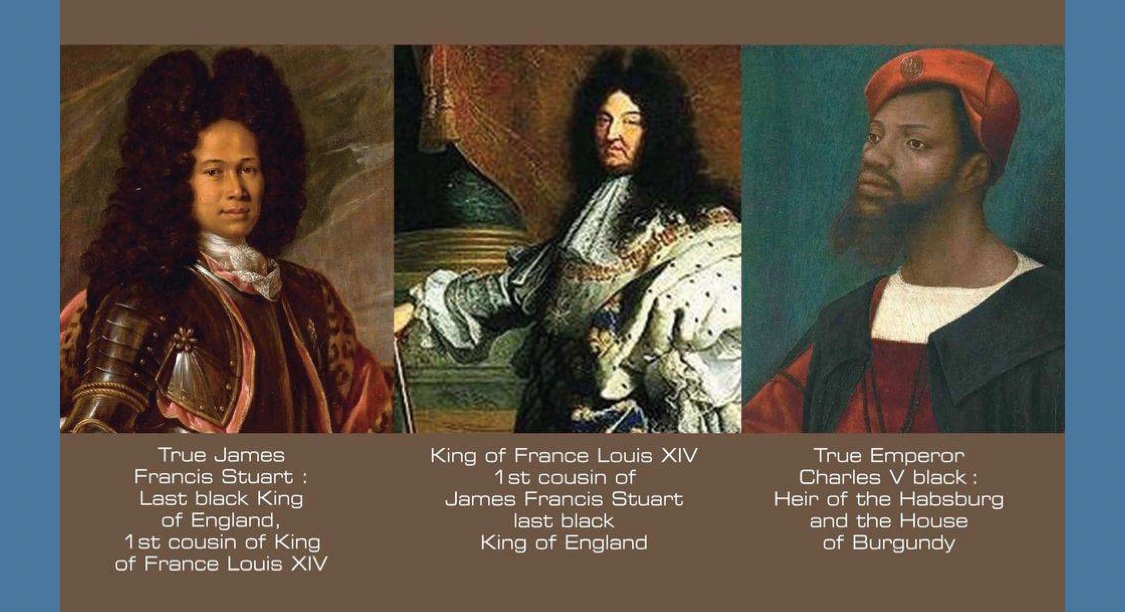 True James
Francis Stuart :
Last black King
of England,
1st cousin of King
of France Louis XIV
King of France Louis XIV
1st cousin of
James Francis Stuart
last black
King of England
True Emperor
Charles V black :
Heir of the Habsburg
and the House
of Burgundy